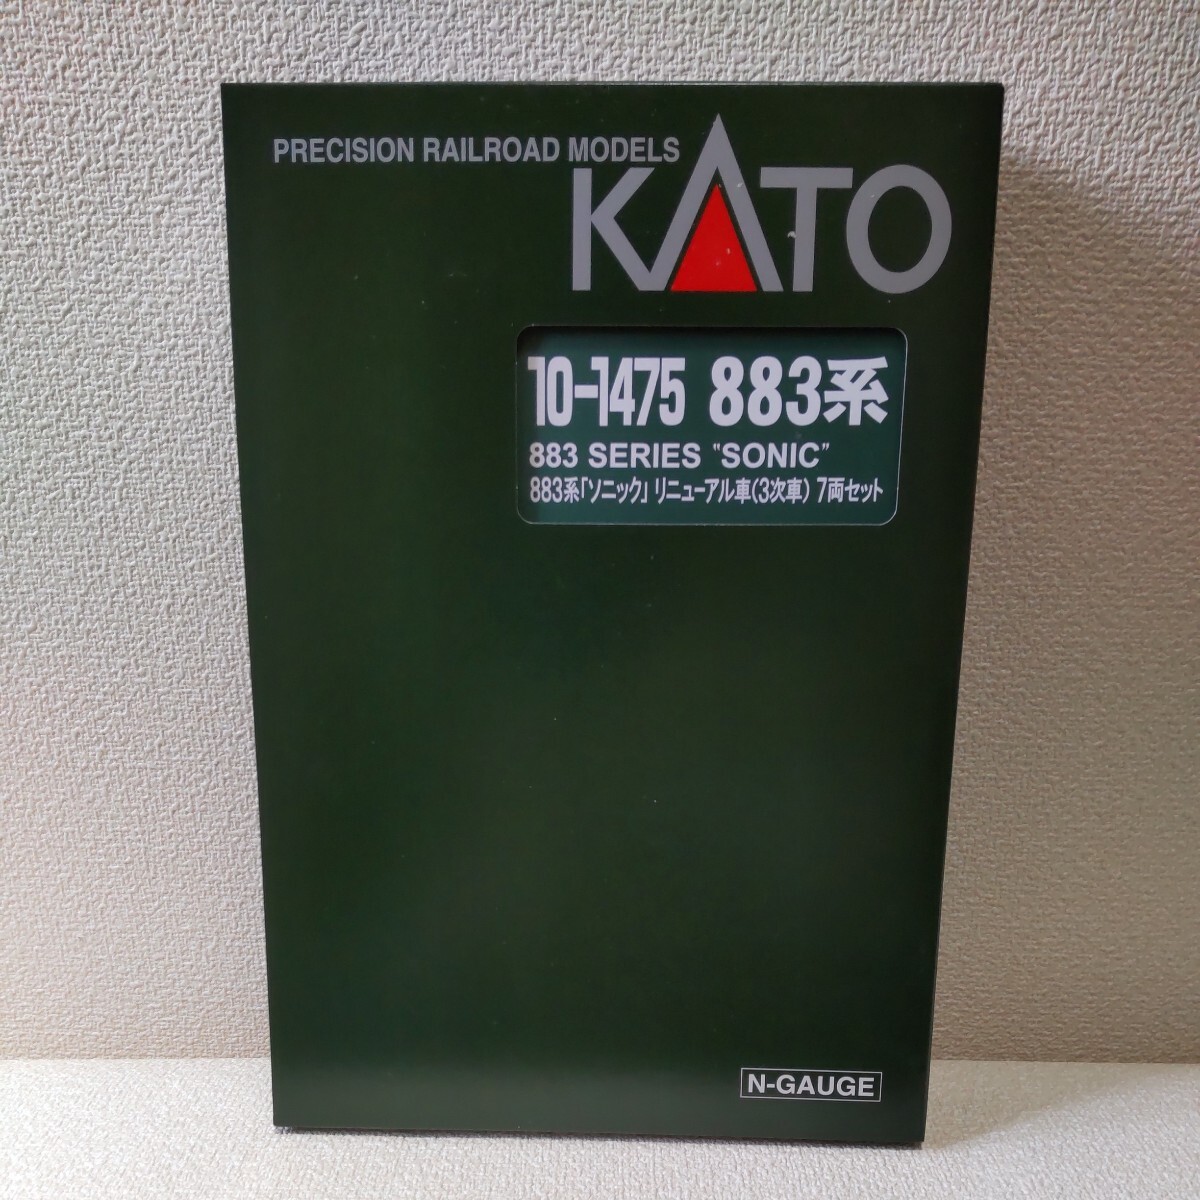 PRECISION RAILROAD MODELS
KATO
10-1475 883系
883 SERIES "SONIC"
883系「ソニック」リニューアル車(3次車) 7両セット
N-GAUGE